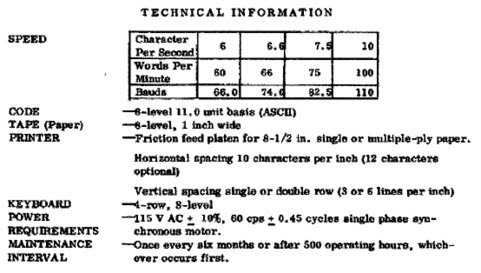 TECHNICAL INFORMATION
SPEED
Character Per Second 6 6.6 7.5 10
Words Per Minute 60 66 75 100
Bauds 66.0 74.0 82.5 110
CODE —8-level 11.0 unit basis (ASCII)
TAPE (Paper) —8-level, 1 inch wide
PRINTER —Friction feed platen for 8-1/2 in. single or multiple-ply paper.
Horizontal spacing 10 characters per inch (12 characters
optional)
Vertical spacing single or double row (3 or 6 lines per inch)
KEYBOARD —4-row, 8-level
POWER —115 V AC ± 10%, 60 cps ± 0.45 cycles single phase syn-
REQUIREMENTS chronous motor.
MAINTENANCE —Once every six months or after 500 operating hours, which-
INTERVAL ever occurs first.